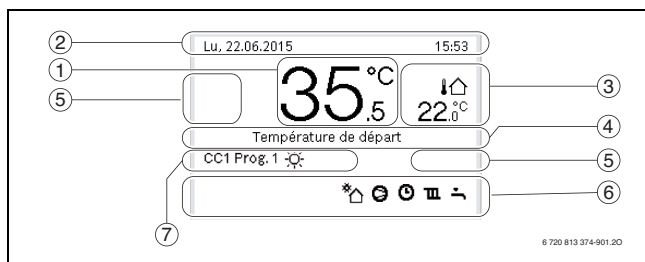 ② Lu, 22.06.2015 15:53
① 35.5 °C
⑤ 22.0 °C ③
Température de départ ④
CC1 Prog. 1 ⑤
⑥
⑦
6 720 813 374-901.2O